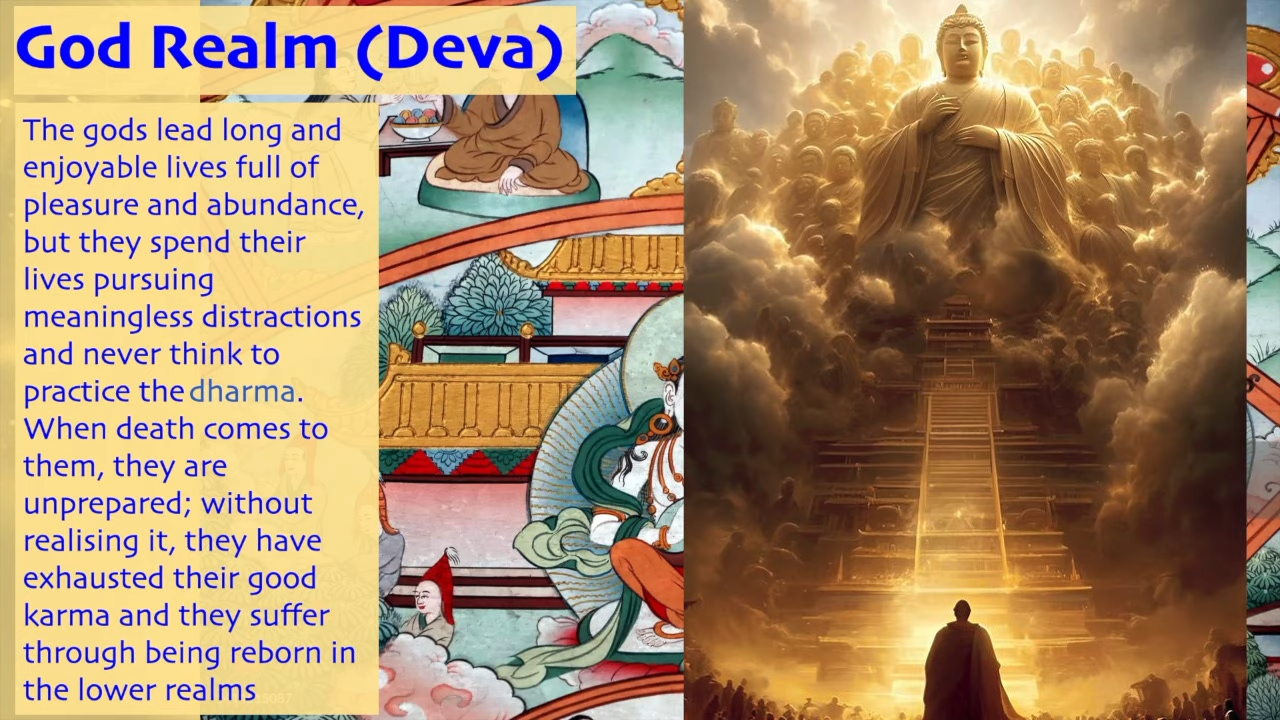 God Realm (Deva)
The gods lead long and
enjoyable lives full of
pleasure and abundance,
but they spend their
lives pursuing
meaningless distractions
and never think to
practice the dharma.
When death comes to
them, they are
unprepared; without
realising it, they have
exhausted their good
karma and they suffer
through being reborn in
the lower realms